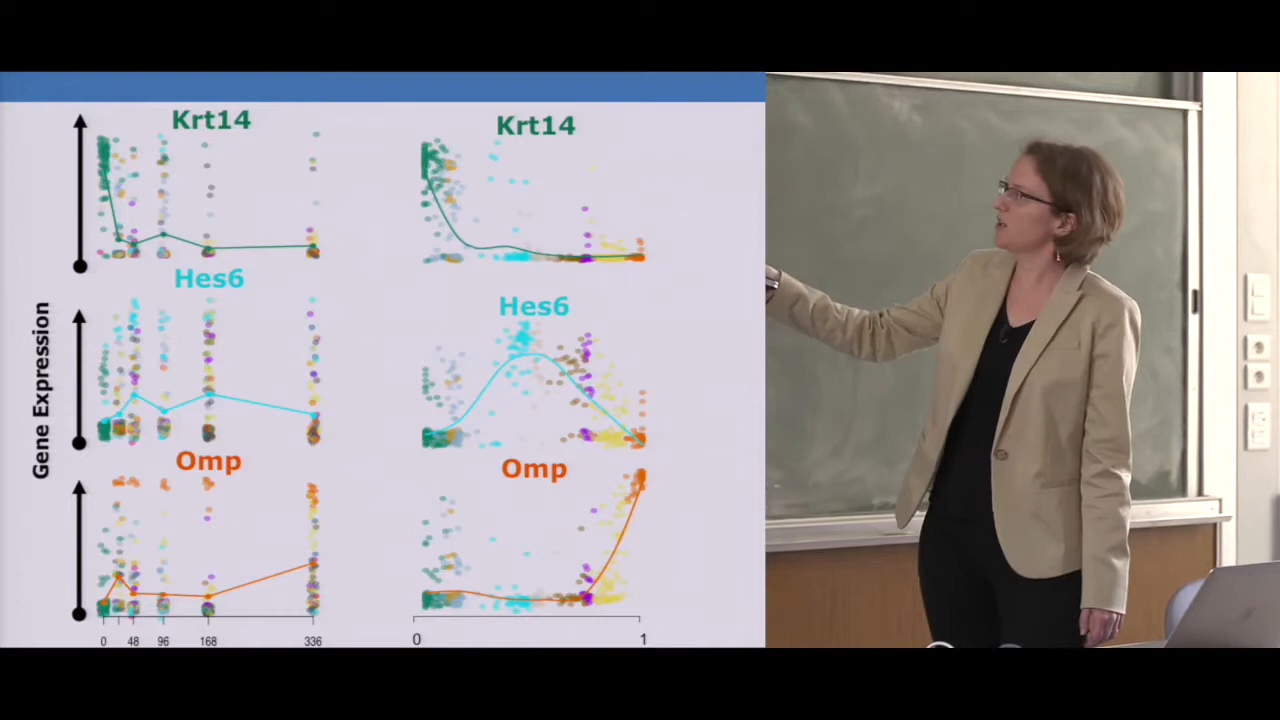 Krt14
Krt14
Hes6
Hes6
Gene Expression
Omp
Omp
0 48 96 168 336
0 1